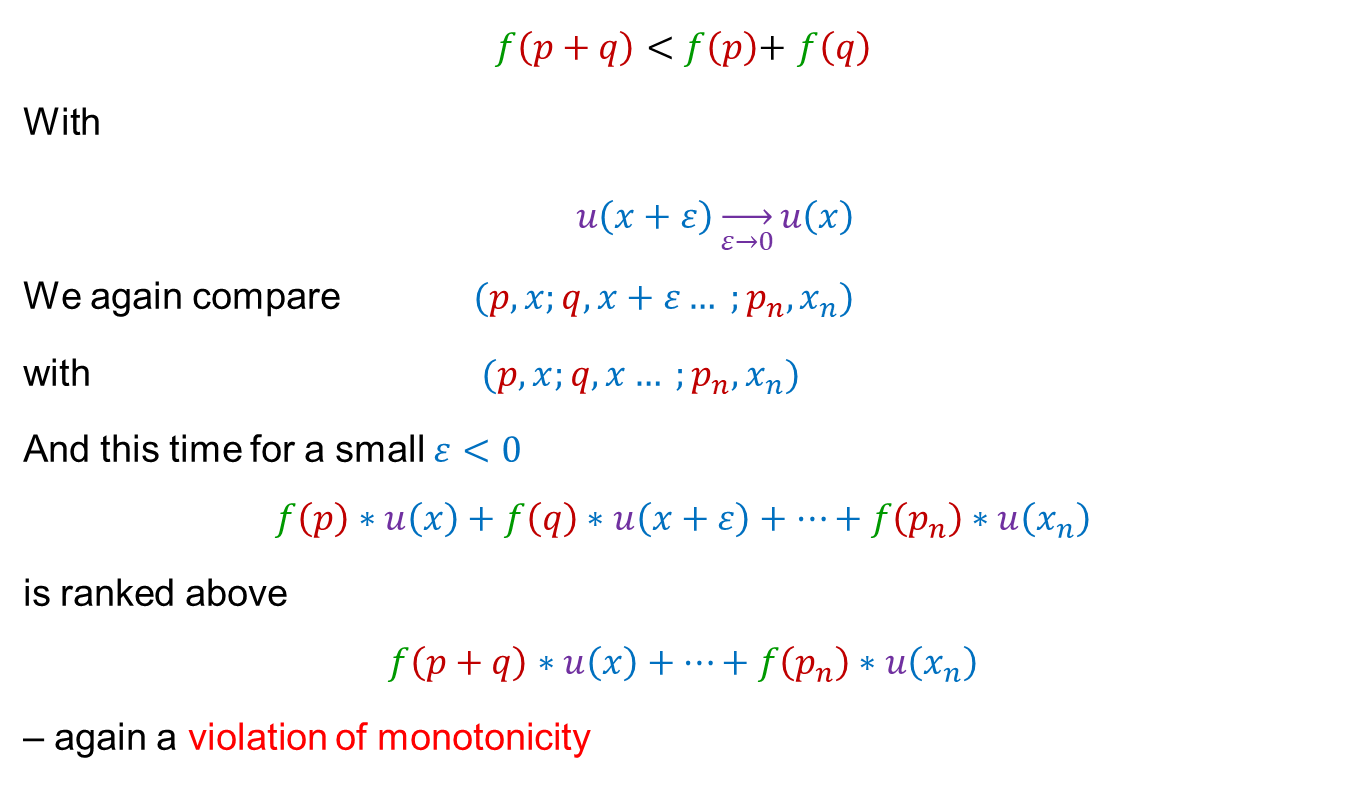 f(p + q) < f(p)+ f(q)
With
u(x + ε) ⟶ u(x)
ε→0
We again compare (p, x; q, x + ε … ; pₙ, xₙ)
with (p, x; q, x … ; pₙ, xₙ)
And this time for a small ε < 0
f(p) ∗ u(x) + f(q) ∗ u(x + ε) + ⋯ + f(pₙ) ∗ u(xₙ)
is ranked above
f(p + q) ∗ u(x) + ⋯ + f(pₙ) ∗ u(xₙ)
– again a violation of monotonicity